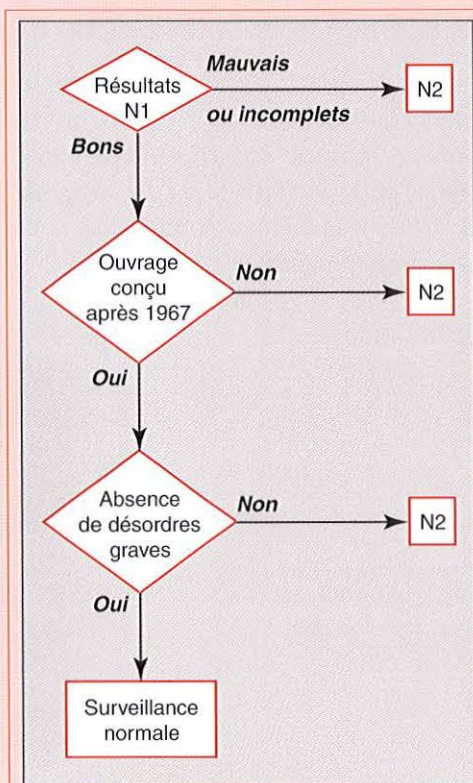 Résultats
N1
Mauvais
ou incomplets
N2
Bons
Ouvrage
conçu
après 1967
Non
N2
Oui
Absence
de désordres
graves
Non
N2
Oui
Surveillance
normale